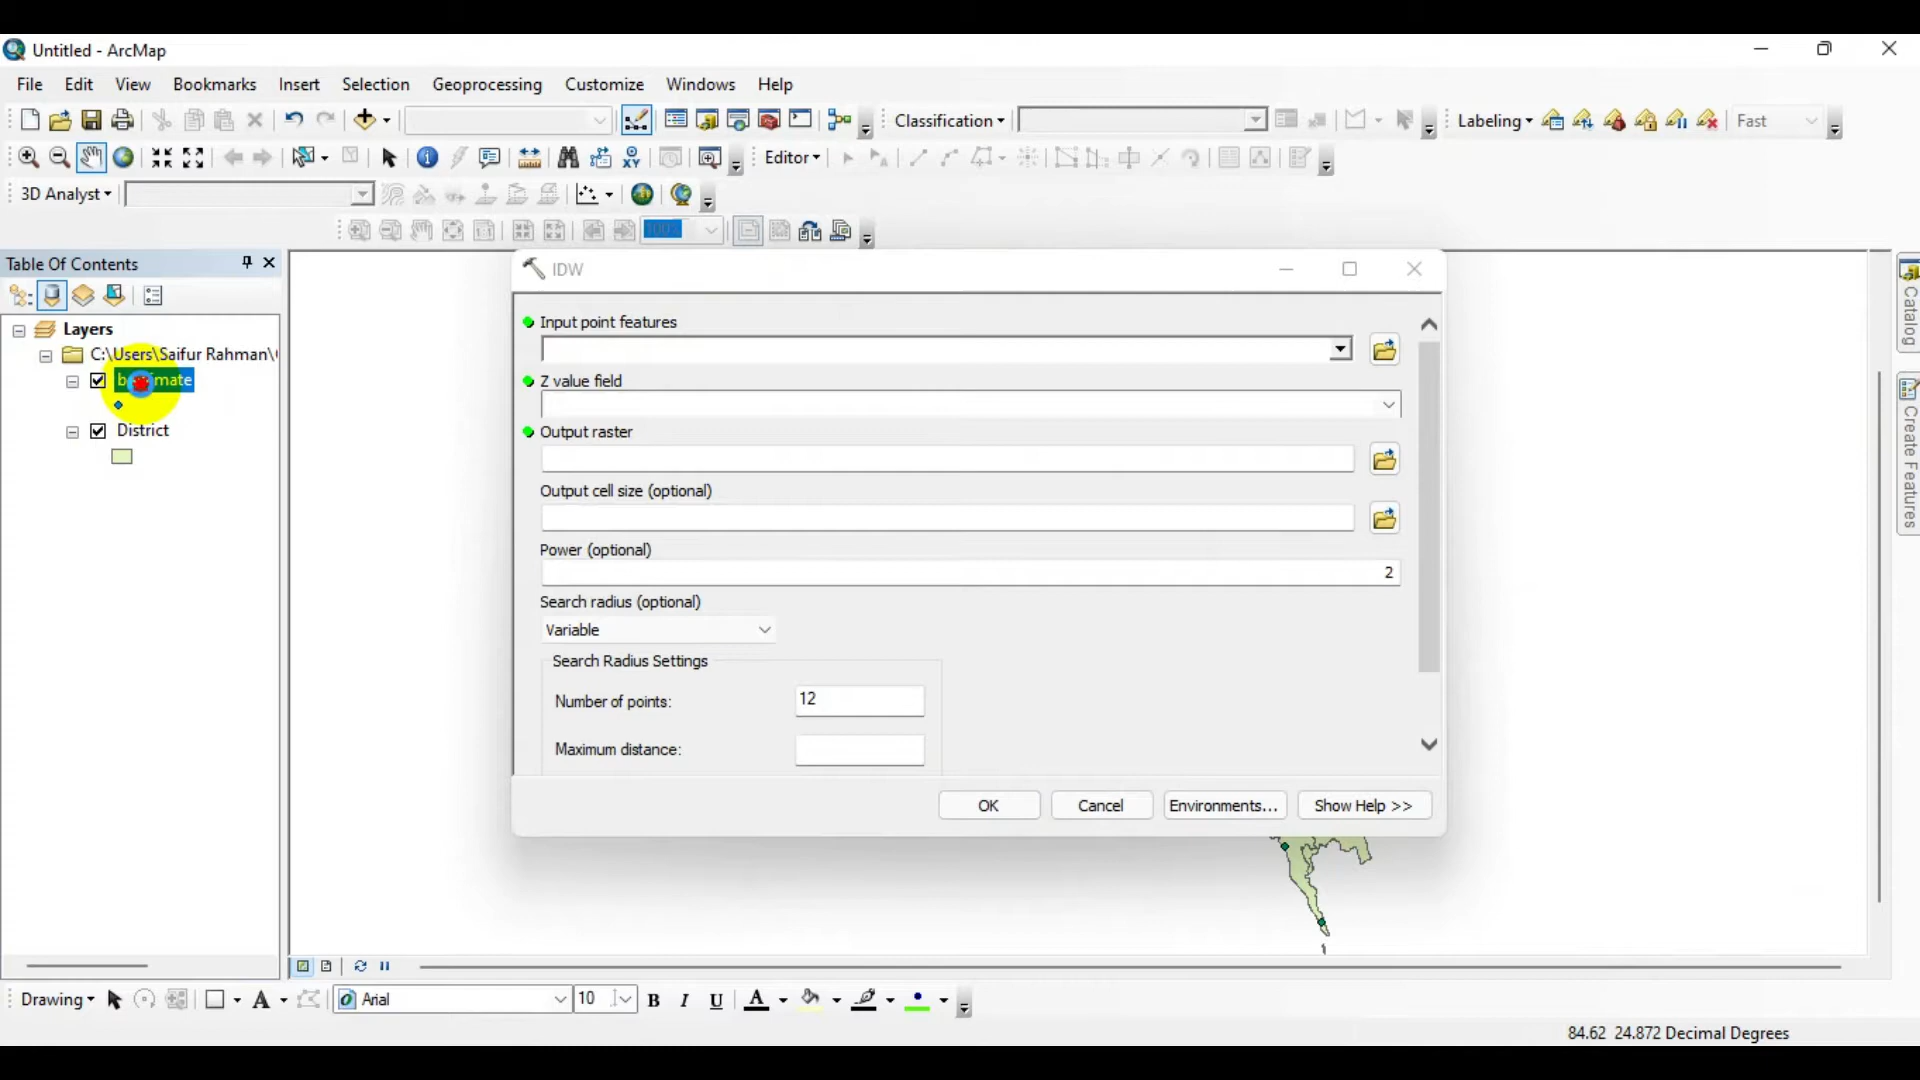 Untitled - ArcMap
File Edit View Bookmarks Insert Selection Geoprocessing Customize Windows Help
Classification Labeling Fast
XY Editor
3D Analyst
100%
Table Of Contents
IDW
Layers
C:\Users\Saifur Rahman\
District
Input point features
Z value field
Output raster
Output cell size (optional)
Power (optional)
2
Search radius (optional)
Variable
Search Radius Settings
Number of points: 12
Maximum distance:
OK Cancel Environments... Show Help >>
Catalog
Create Features
Drawing A Arial 10 B I U A
84.62 24.872 Decimal Degrees